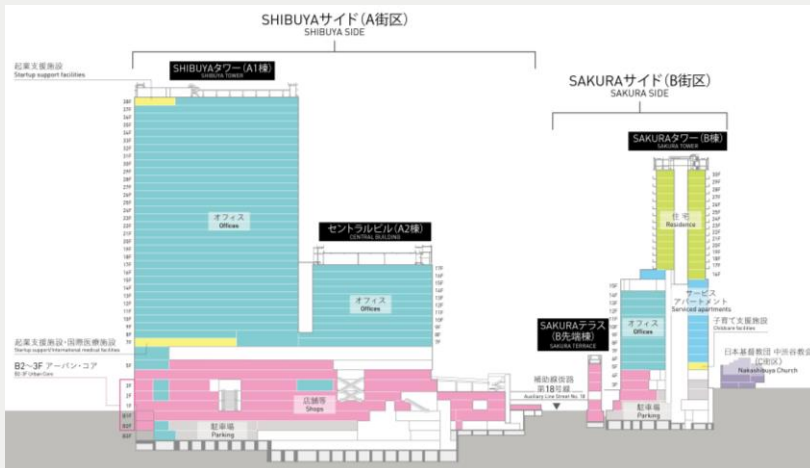 SHIBUYAサイド(A街区)
SHIBUYA SIDE
起業支援施設
Startup support facilities
SHIBUYAタワー(A1棟)
SHIBUYA TOWER
SAKURAサイド(B街区)
SAKURA SIDE
SAKURAタワー(B棟)
SAKURA TOWER
オフィス
Offices
セントラルビル(A2棟)
CENTRAL BUILDING
住宅
Residence
オフィス
Offices
サービス
アパートメント
Serviced apartments
オフィス
Offices
子育て支援施設
Childcare facilities
SAKURAテラス
(B先端棟)
SAKURA TERRACE
起業支援施設・国際医療施設
Startup support/International medical facilities
日本基督教団 中渋谷教会
(C街区)
Nakashibuya Church
B2〜3F アーバン・コア
B2-3F Urban Core
補助線街路
第18号線
Auxiliary Line Street No. 18
店舗等
Shops
駐車場
Parking
駐車場
Parking